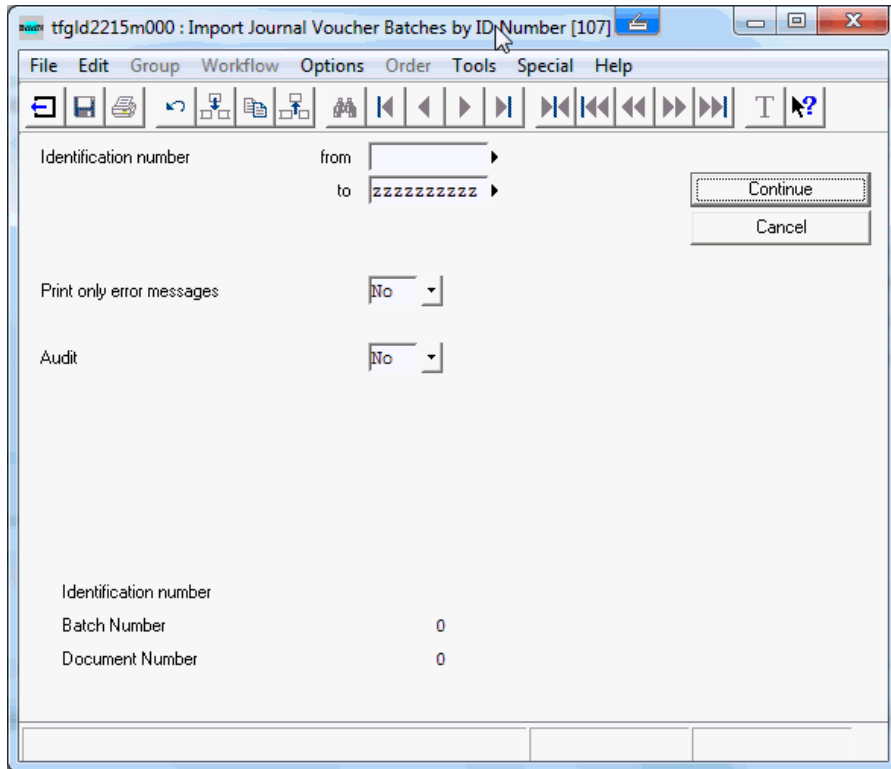 tfgld2215m000 : Import Journal Voucher Batches by ID Number [107]
File Edit Group Workflow Options Order Tools Special Help
T ?
Identification number from
to zzzzzzzzzz
Continue
Cancel
Print only error messages No
Audit No
Identification number
Batch Number 0
Document Number 0